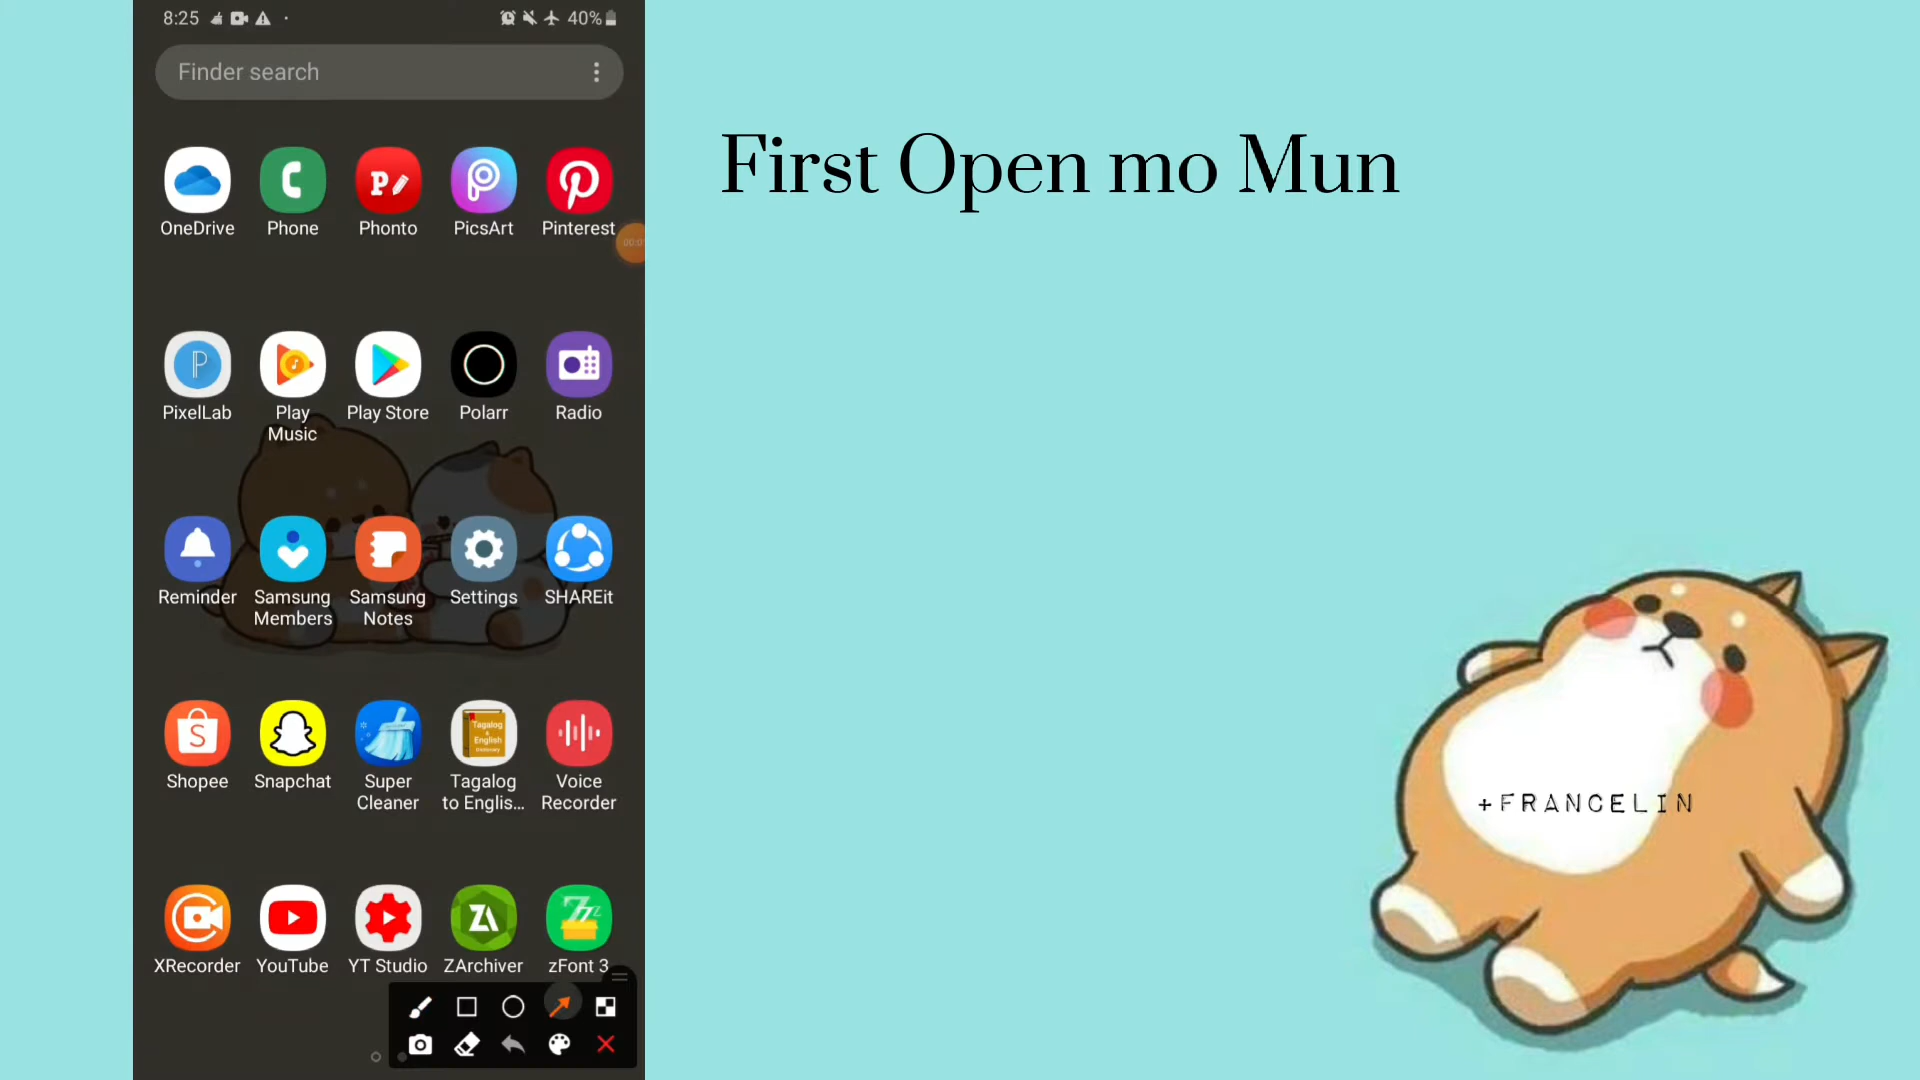 8:25
40%
Finder search
First Open mo Mun
OneDrive
Phone
Phonto
PicsArt
Pinterest
PixelLab
Play
Music
Play Store
Polarr
Radio
Reminder
Samsung
Members
Samsung
Notes
Settings
SHAREit
Shopee
Snapchat
Super
Cleaner
Tagalog
English
Tagalog
to Englis...
Voice
Recorder
+FRANCELIN
XRecorder
YouTube
YT Studio
ZArchiver
zFont 3